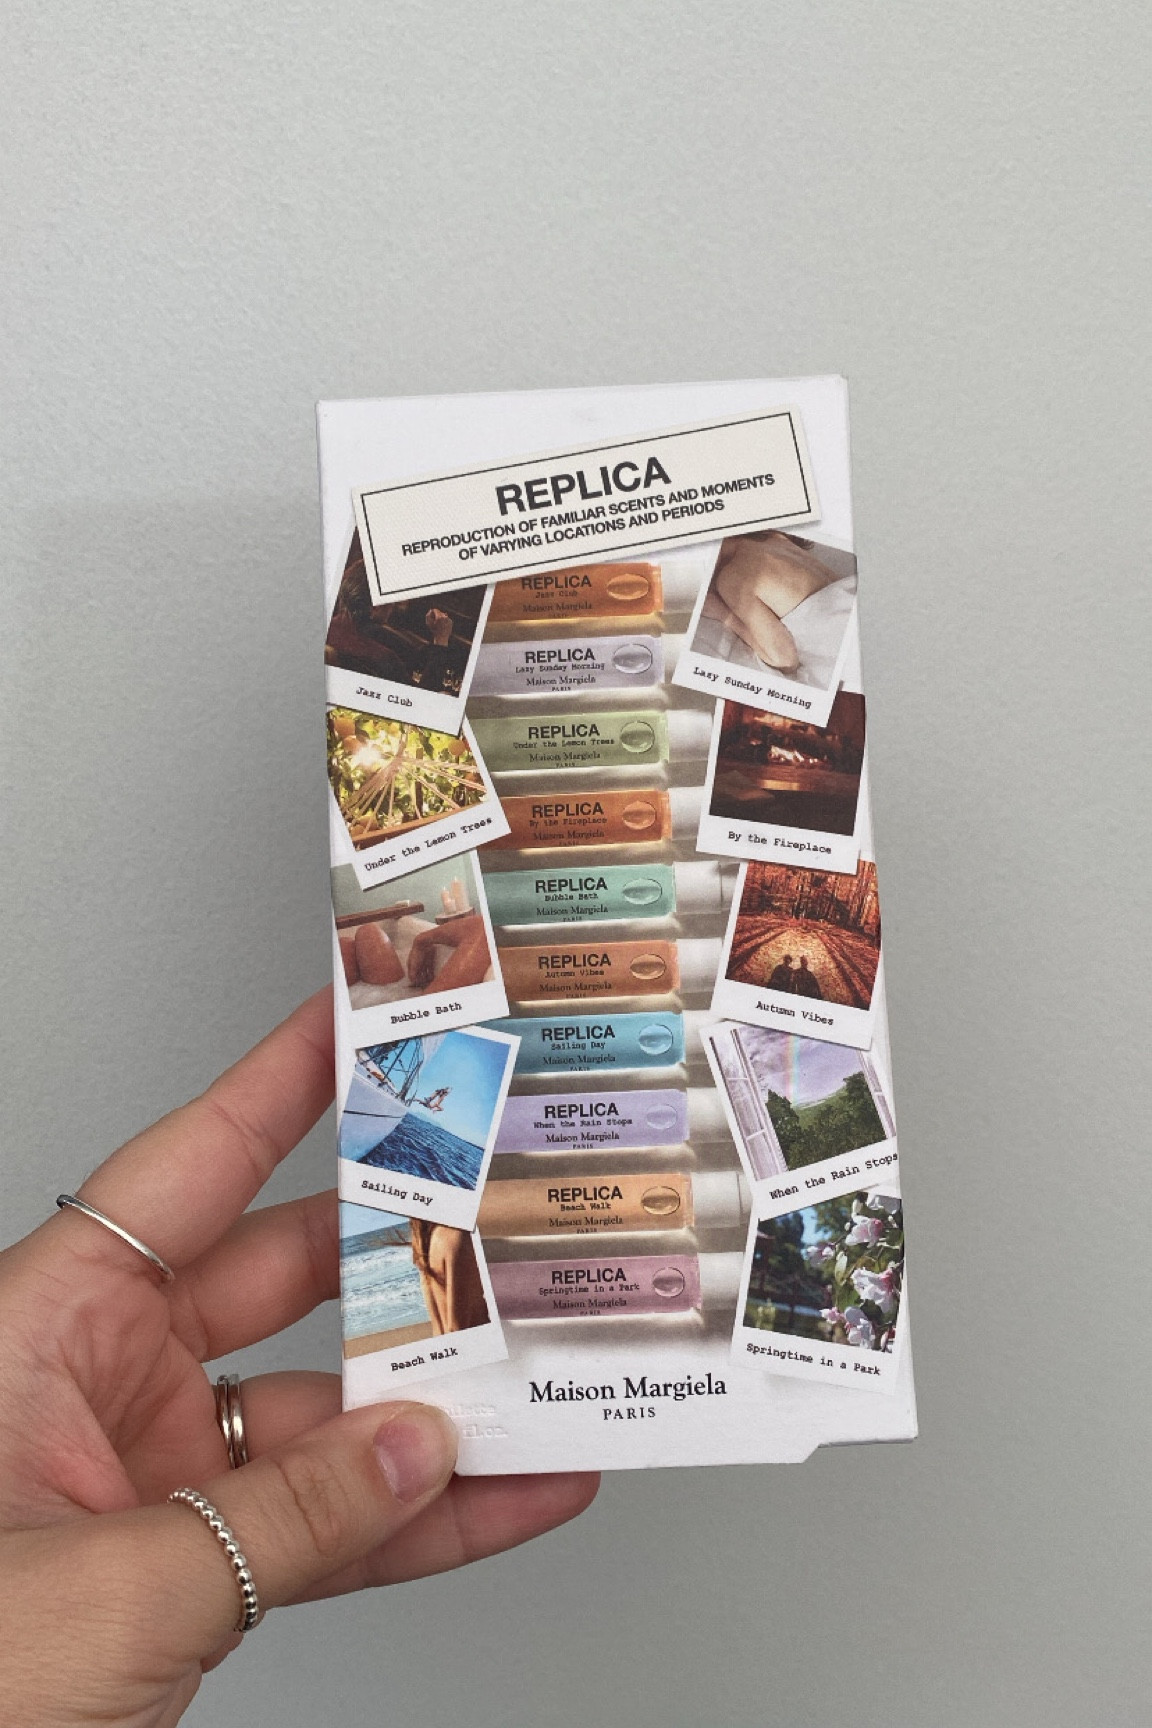 REPLICA
REPRODUCTION OF FAMILIAR SCENTS AND MOMENTS
OF VARYING LOCATIONS AND PERIODS
REPLICA
Jazz Club
Maison Margiela
PARIS
REPLICA
Lazy Sunday Morning
Maison Margiela
PARIS
Jazz Club
Lazy Sunday Morning
REPLICA
Under the Lemon Trees
Maison Margiela
PARIS
REPLICA
By the Fireplace
Maison Margiela
PARIS
Under the Lemon Trees
By the Fireplace
REPLICA
Bubble Bath
Maison Margiela
PARIS
REPLICA
Autumn Vibes
Maison Margiela
PARIS
Bubble Bath
Autumn Vibes
REPLICA
Sailing Day
Maison Margiela
PARIS
REPLICA
When the Rain Stops
Maison Margiela
PARIS
Sailing Day
When the Rain Stops
REPLICA
Beach Walk
Maison Margiela
PARIS
REPLICA
Springtime in a Park
Maison Margiela
PARIS
Beach Walk
Springtime in a Park
Maison Margiela
PARIS
fl.oz.